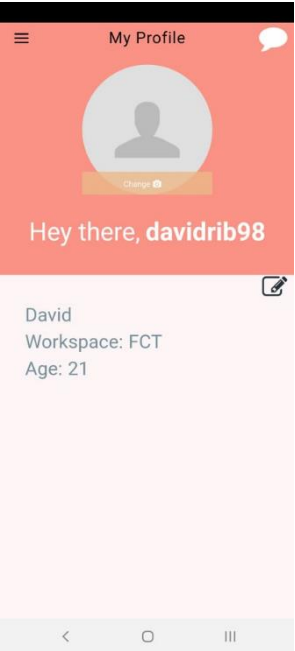 My Profile
Change
Hey there, davidrib98
David
Workspace: FCT
Age: 21